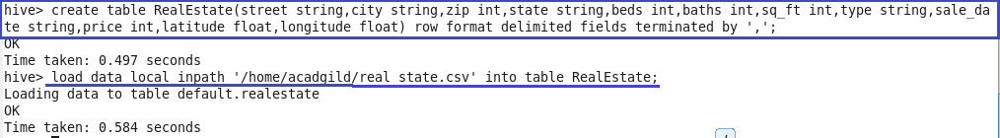 hive> create table RealEstate(street string,city string,zip int,state string,beds int,baths int,sq_ft int,type string,sale_da
te string,price int,latitude float,longitude float) row format delimited fields terminated by ',';
OK
Time taken: 0.497 seconds
hive> load data local inpath '/home/acadgild/real state.csv' into table RealEstate;
Loading data to table default.realestate
OK
Time taken: 0.584 seconds